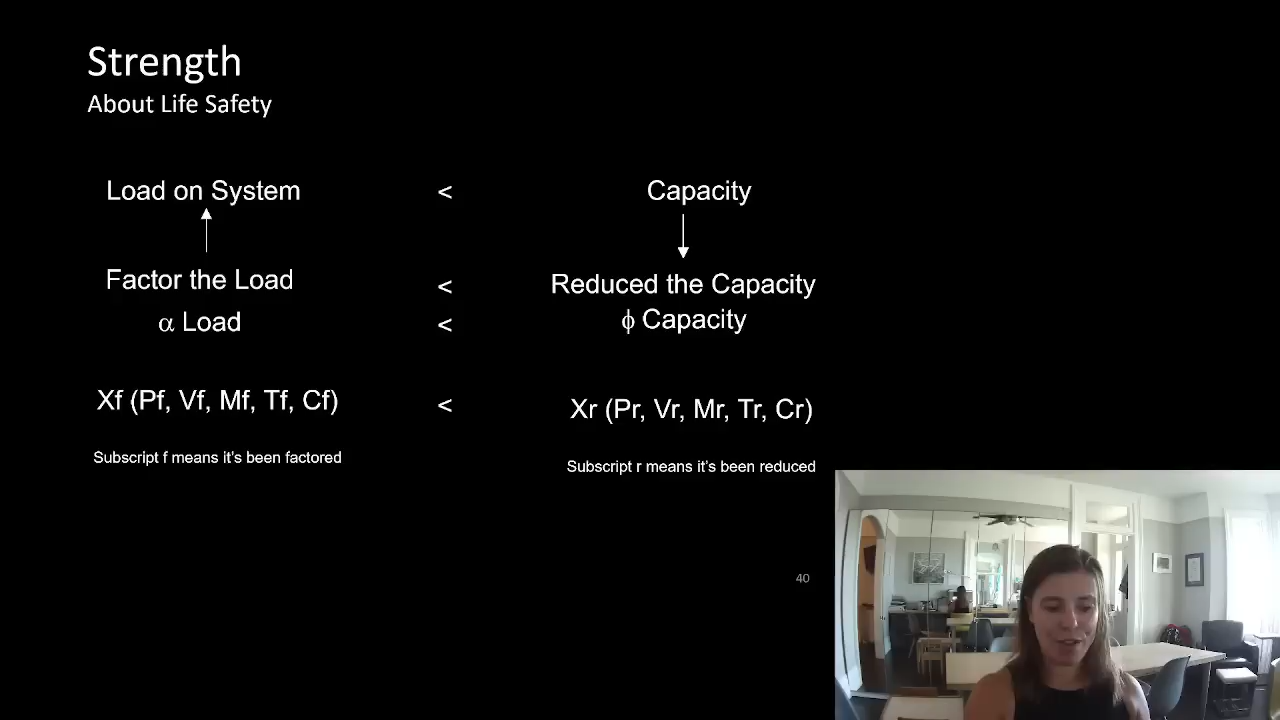 Strength
About Life Safety
Load on System < Capacity
Factor the Load < Reduced the Capacity
α Load < ϕ Capacity
Xf (Pf, Vf, Mf, Tf, Cf) < Xr (Pr, Vr, Mr, Tr, Cr)
Subscript f means it's been factored
Subscript r means it's been reduced
40